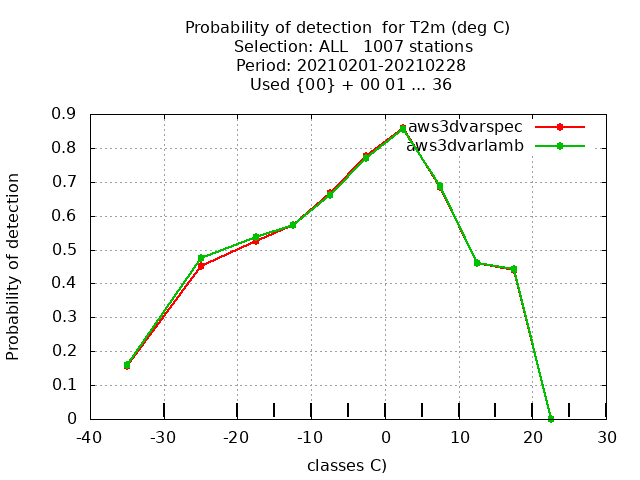 Probability of detection  for T2m (deg C)
Selection: ALL   1007 stations
Period: 20210201-20210228
Used {00} + 00 01 ... 36
0.9
0.8
0.7
0.6
0.5
0.4
0.3
0.2
0.1
0
Probability of detection
aws3dvarspec
aws3dvarlamb
-40 -30 -20 -10 0 10 20 30
classes C)